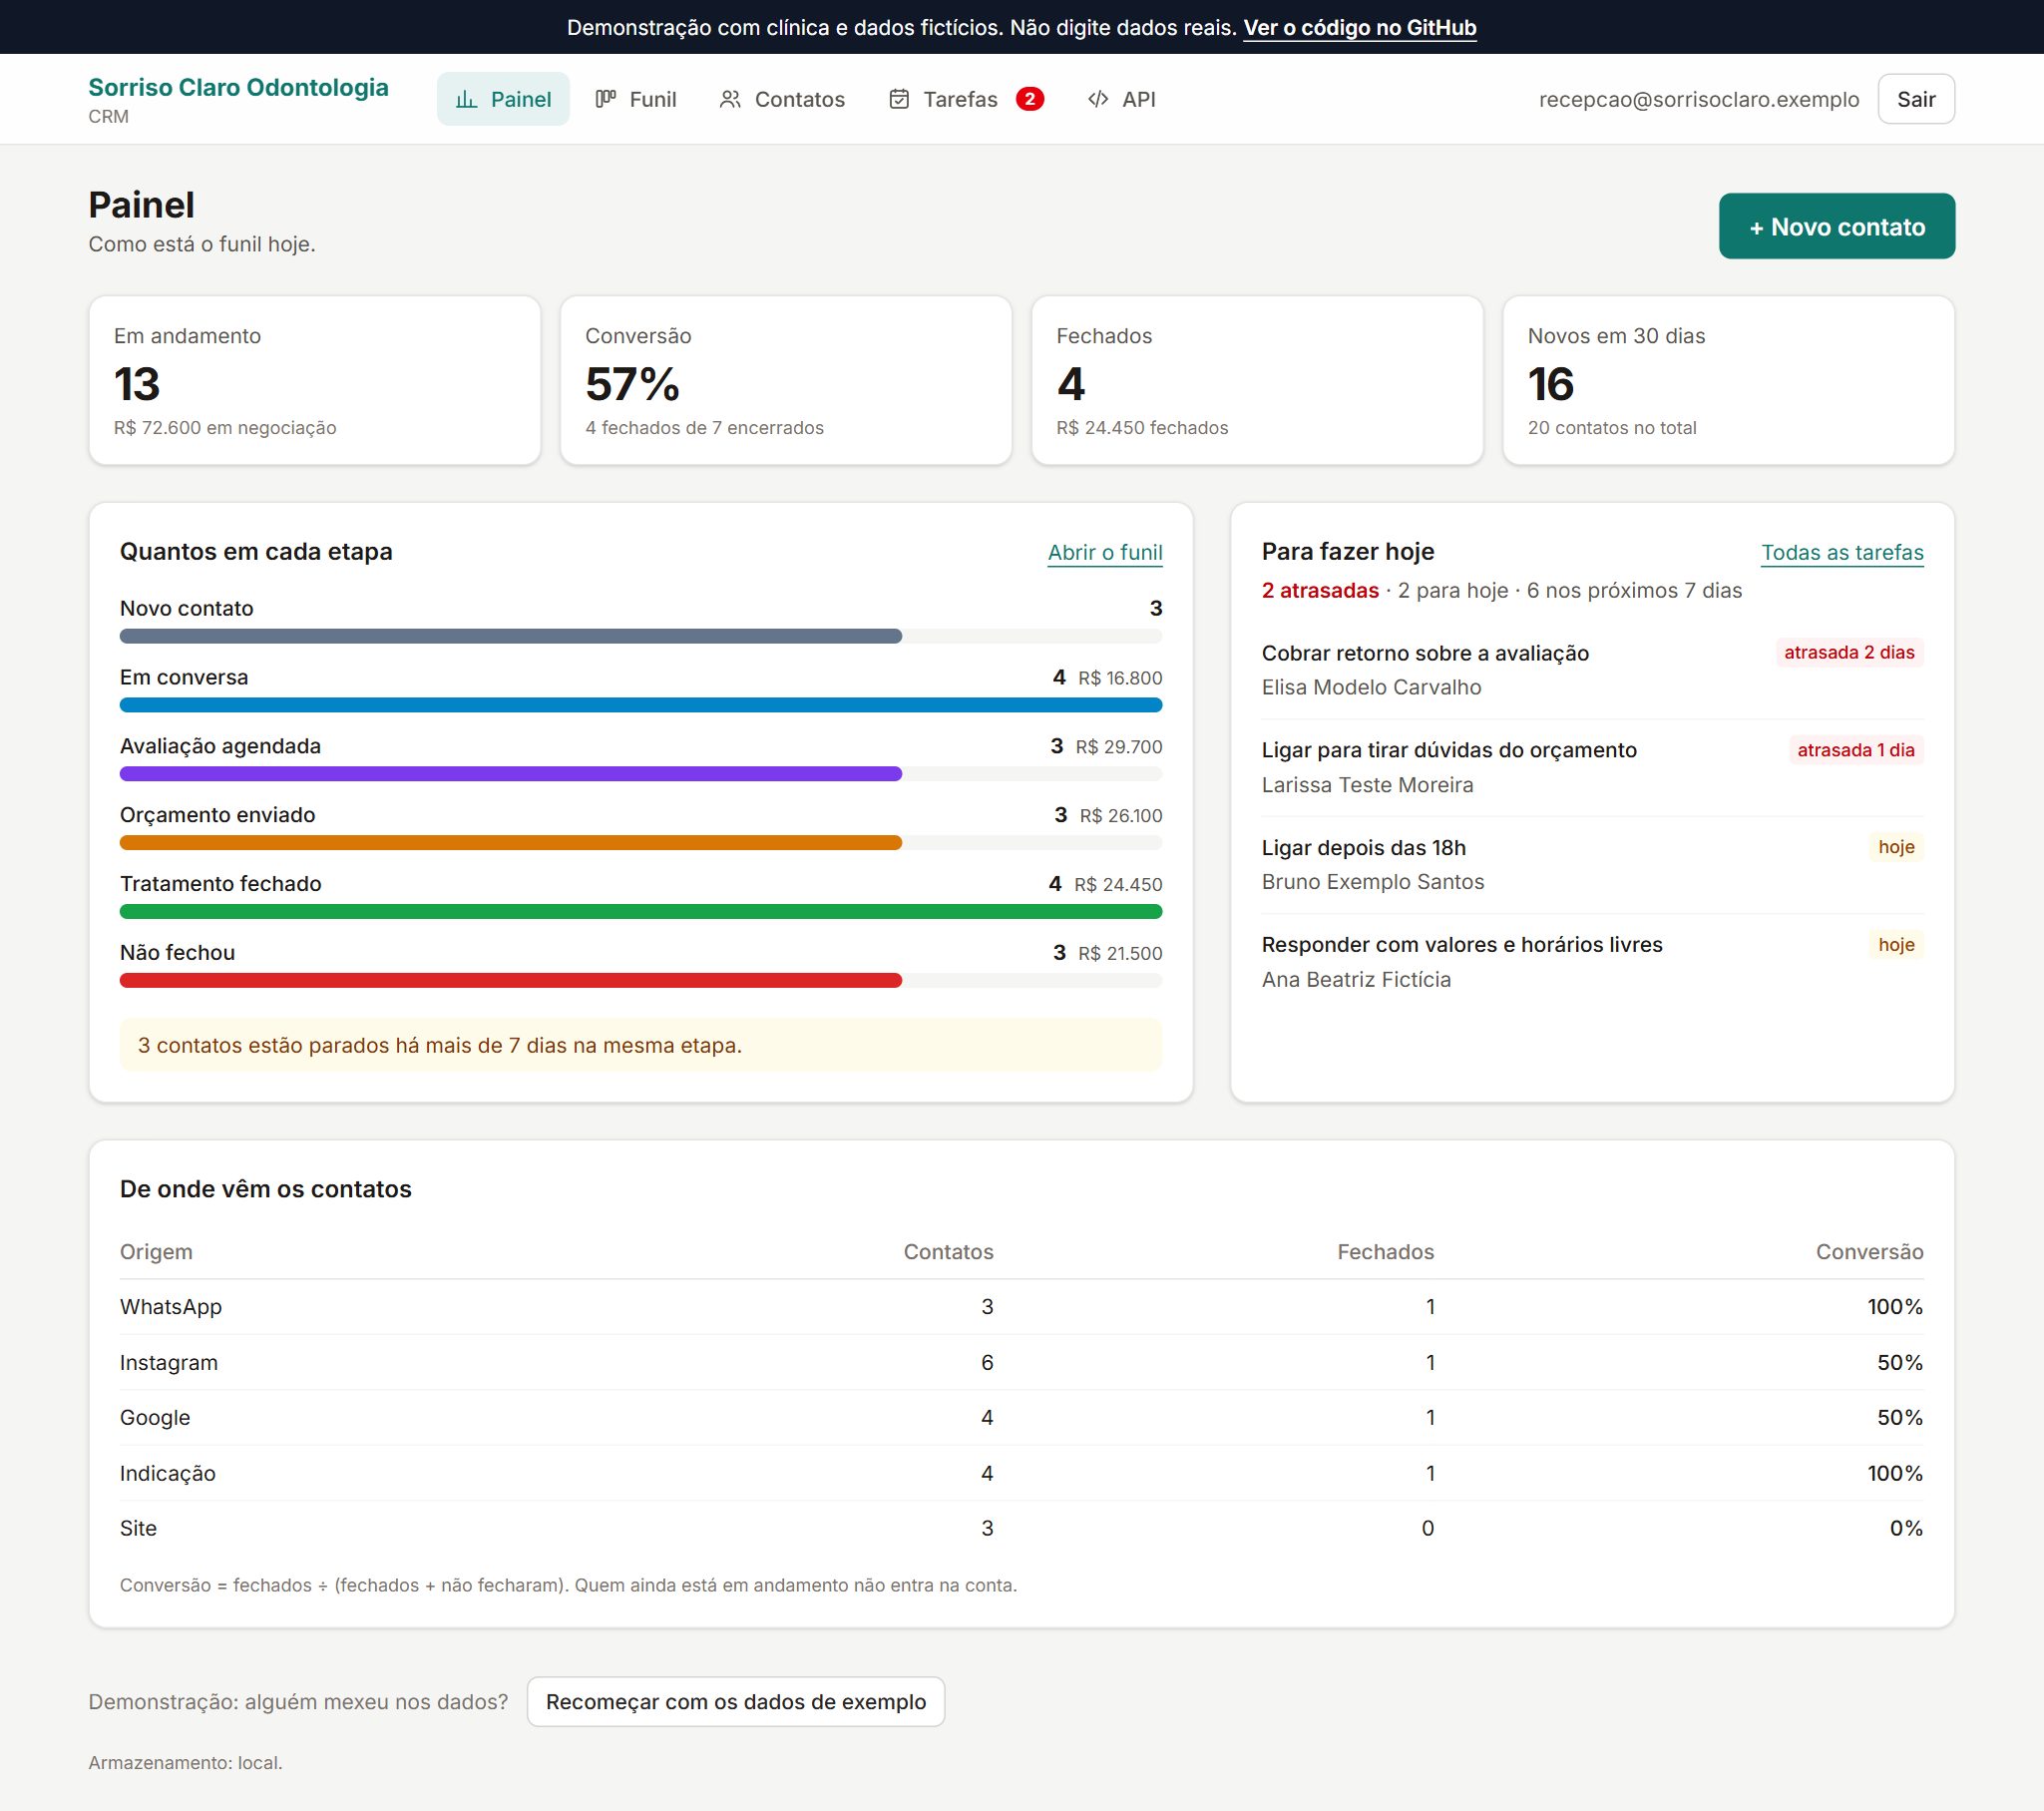 Demonstração com clínica e dados fictícios. Não digite dados reais. Ver o código no GitHub
Sorriso Claro Odontologia
CRM
Painel
Funil
Contatos
Tarefas 2
API
recepcao@sorrisoclaro.exemplo
Sair
Painel
Como está o funil hoje.
+ Novo contato
Em andamento
13
R$ 72.600 em negociação
Conversão
57%
4 fechados de 7 encerrados
Fechados
4
R$ 24.450 fechados
Novos em 30 dias
16
20 contatos no total
Quantos em cada etapa
Abrir o funil
Novo contato 3
Em conversa 4 R$ 16.800
Avaliação agendada 3 R$ 29.700
Orçamento enviado 3 R$ 26.100
Tratamento fechado 4 R$ 24.450
Não fechou 3 R$ 21.500
3 contatos estão parados há mais de 7 dias na mesma etapa.
Para fazer hoje
Todas as tarefas
2 atrasadas · 2 para hoje · 6 nos próximos 7 dias
Cobrar retorno sobre a avaliação atrasada 2 dias
Elisa Modelo Carvalho
Ligar para tirar dúvidas do orçamento atrasada 1 dia
Larissa Teste Moreira
Ligar depois das 18h hoje
Bruno Exemplo Santos
Responder com valores e horários livres hoje
Ana Beatriz Fictícia
De onde vêm os contatos
Origem Contatos Fechados Conversão
WhatsApp 3 1 100%
Instagram 6 1 50%
Google 4 1 50%
Indicação 4 1 100%
Site 3 0 0%
Conversão = fechados ÷ (fechados + não fecharam). Quem ainda está em andamento não entra na conta.
Demonstração: alguém mexeu nos dados?
Recomeçar com os dados de exemplo
Armazenamento: local.